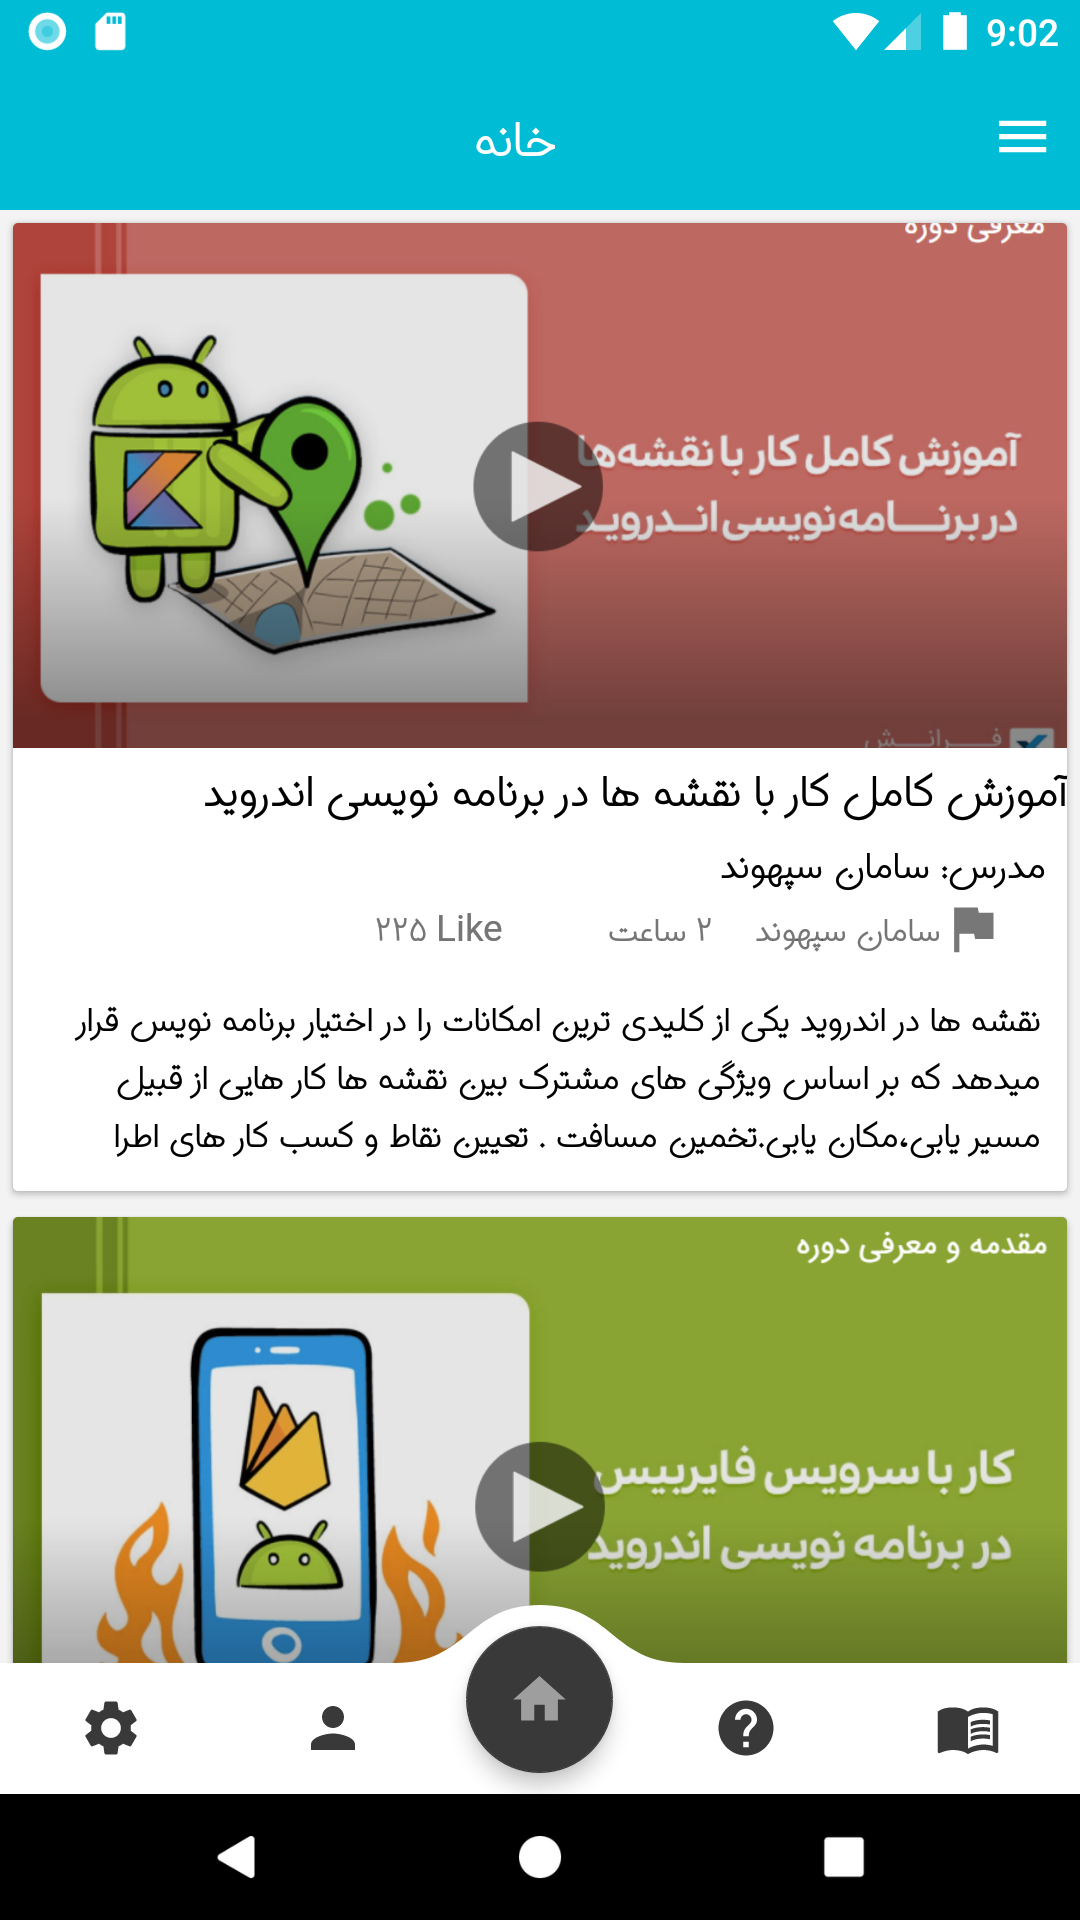 9:02
خانه
معرفی دوره
آموزش کامل کار با نقشه‌ها
در برنـــامه‌نویسی انــدرویـد
فـــرانــــش
آموزش کامل کار با نقشه ها در برنامه نویسی اندروید
مدرس: سامان سپهوند
سامان سپهوند
۲ ساعت
۲۲۵ Like
نقشه ها در اندروید یکی از کلیدی ترین امکانات را در اختیار برنامه نویس قرار
میدهد که بر اساس ویژگی های مشترک بین نقشه ها کار هایی از قبیل
مسیر یابی،مکان یابی.تخمین مسافت . تعیین نقاط و کسب کار های اطرا
مقدمه و معرفی دوره
کار با سرویس فایربیس
در برنامه نویسی اندروید